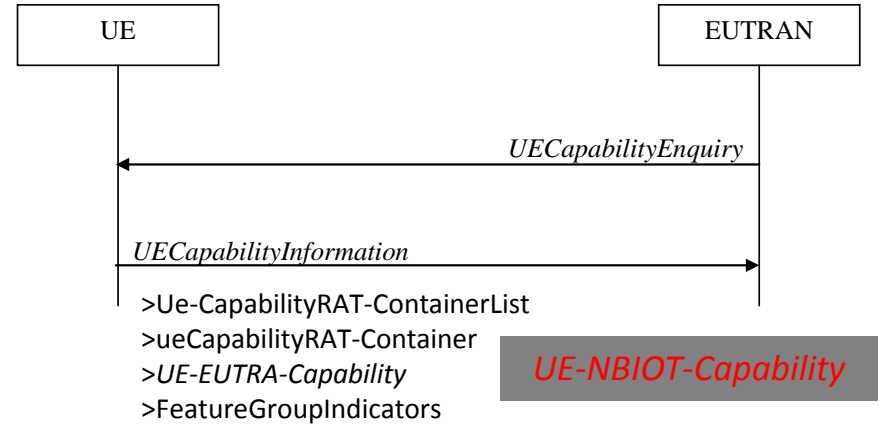 UE
EUTRAN
UECapabilityEnquiry
UECapabilityInformation
>Ue-CapabilityRAT-ContainerList
>ueCapabilityRAT-Container
>UE-EUTRA-Capability
>FeatureGroupIndicators
UE-NBIOT-Capability